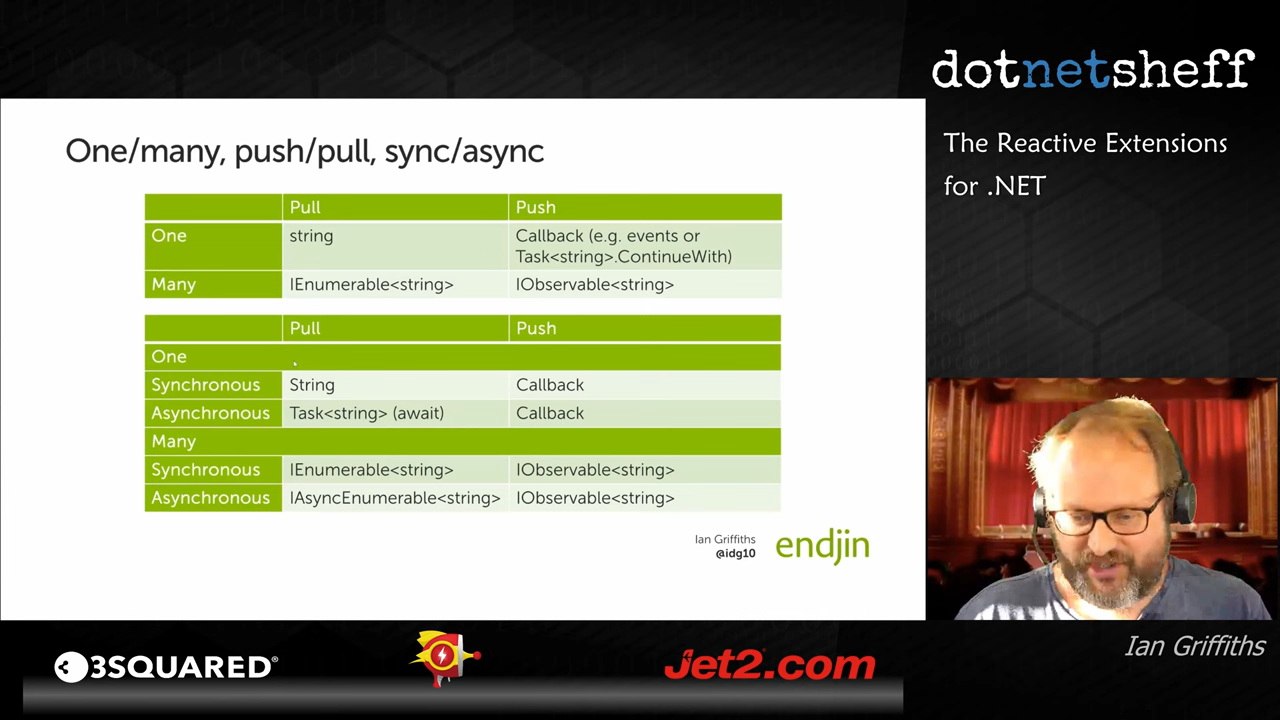 dotnetsheff
The Reactive Extensions
for .NET
One/many, push/pull, sync/async
Pull Push
One string Callback (e.g. events or
Task<string>.ContinueWith)
Many IEnumerable<string> IObservable<string>
Pull Push
One
Synchronous String Callback
Asynchronous Task<string> (await) Callback
Many
Synchronous IEnumerable<string> IObservable<string>
Asynchronous IAsyncEnumerable<string> IObservable<string>
Ian Griffiths
@idg10
endjin
Ian Griffiths
3SQUARED®
Jet2.com